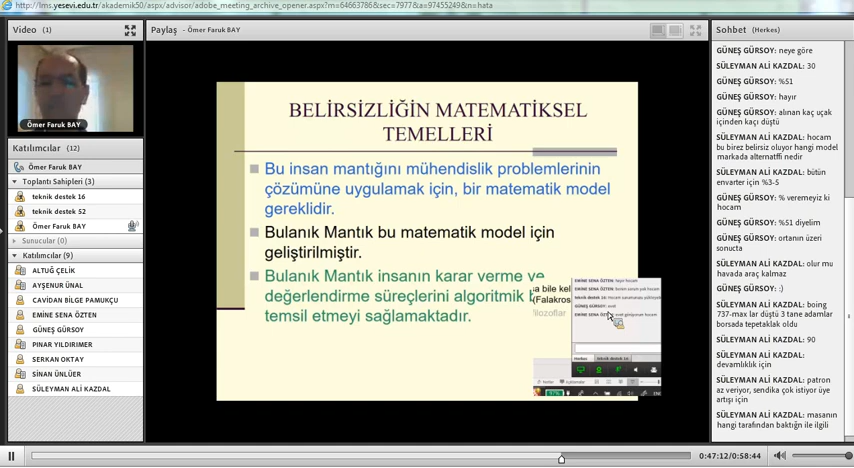 http://lms.yesevi.edu.tr/akademik50/aspx/advisor/adobe_meeting_archive_opener.aspx?m=64663786&sec=7977&a=97455249&n=hata
Video (1)
Ömer Faruk BAY
Katılımcılar (12)
Ömer Faruk BAY
Toplantı Sahipleri (3)
teknik destek 16
teknik destek 52
Ömer Faruk BAY
Sunucular (0)
Katılımcılar (9)
ALTUĞ ÇELİK
AYŞENUR ÜNAL
CAVİDAN BİLGE PAMUKÇU
EMİNE SENA ÖZTEN
GÜNEŞ GÜRSOY
PINAR YILDIRIMER
SERKAN OKTAY
SİNAN ÜNLÜER
SÜLEYMAN ALİ KAZDAL
Paylaş - Ömer Faruk BAY
BELİRSİZLİĞİN MATEMATİKSEL
TEMELLERİ
Bu insan mantığını mühendislik problemlerinin
çözümüne uygulamak için, bir matematik model
gereklidir.
Bulanık Mantık bu matematik model için
geliştirilmiştir.
Bulanık Mantık insanın karar verme ve
değerlendirme süreçlerini algoritmik b
temsil etmeyi sağlamaktadır.
a bile kel
(Falakros
filozoflar
Sohbet (Herkes)
GÜNEŞ GÜRSOY: neye göre
SÜLEYMAN ALİ KAZDAL: 30
GÜNEŞ GÜRSOY: %51
GÜNEŞ GÜRSOY: hayır
GÜNEŞ GÜRSOY: alınan kaç uçak
içinden kaçı düştü
SÜLEYMAN ALİ KAZDAL: hocam
bu birez belirsiz oluyor hangi model
markada alternatffi nedir
SÜLEYMAN ALİ KAZDAL: bütün
envarter için %3-5
GÜNEŞ GÜRSOY: % veremeyiz ki
hocam
GÜNEŞ GÜRSOY: %51 diyelim
GÜNEŞ GÜRSOY: ortanın üzeri
sonuçta
SÜLEYMAN ALİ KAZDAL: olur mu
havada araç kalmaz
GÜNEŞ GÜRSOY: :)
SÜLEYMAN ALİ KAZDAL: boing
737-max lar düştü 3 tane adamlar
borsada tepetaklak oldu
SÜLEYMAN ALİ KAZDAL: 90
SÜLEYMAN ALİ KAZDAL:
devamlılık için
SÜLEYMAN ALİ KAZDAL: patron
az veriyor, sendika çok istiyor üye
artışı için
SÜLEYMAN ALİ KAZDAL: masanın
hangi tarafından baktığn ile ilgili
0:47:12/0:58:44